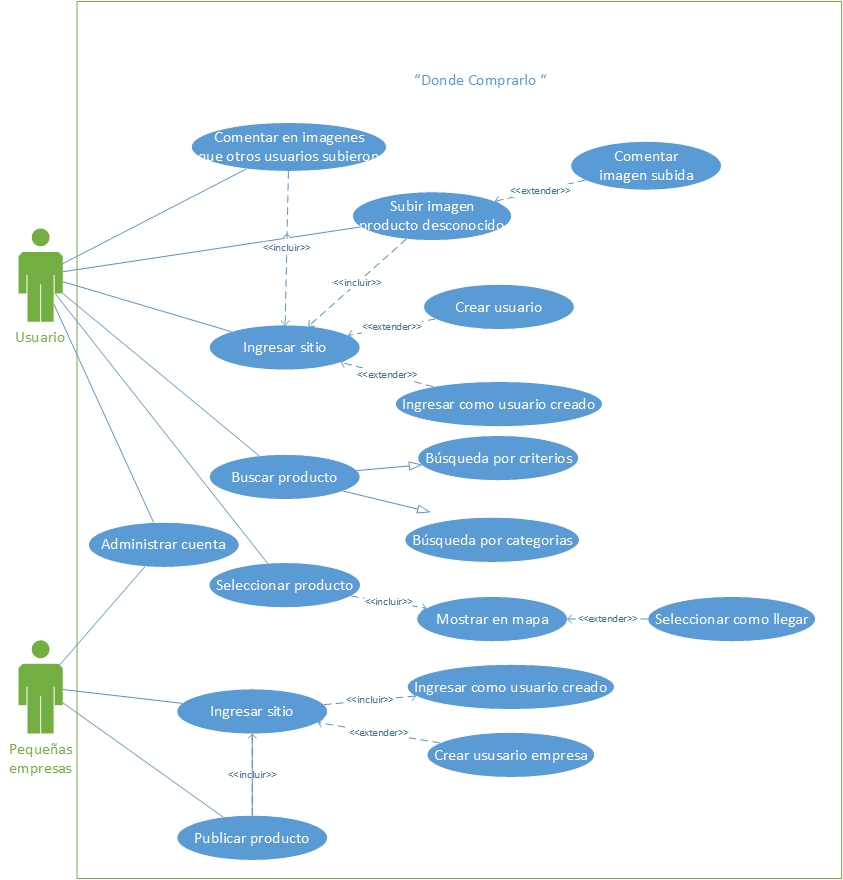 “Donde Comprarlo “
Comentar en imagenes
que otros usuarios subieron
Comentar
imagen subida
<<extender>>
Subir imagen
producto desconocido
<<incluir>>
<<incluir>>
Usuario
Crear usuario
<<extender>>
Ingresar sitio
<<extender>>
Ingresar como usuario creado
Búsqueda por criterios
Buscar producto
Búsqueda por categorias
Administrar cuenta
Seleccionar producto
<<incluir>>
Mostrar en mapa
<<extender>>
Seleccionar como llegar
Ingresar como usuario creado
<<incluir>>
Ingresar sitio
<<extender>>
Crear ususario empresa
Pequeñas
empresas
<<incluir>>
Publicar producto